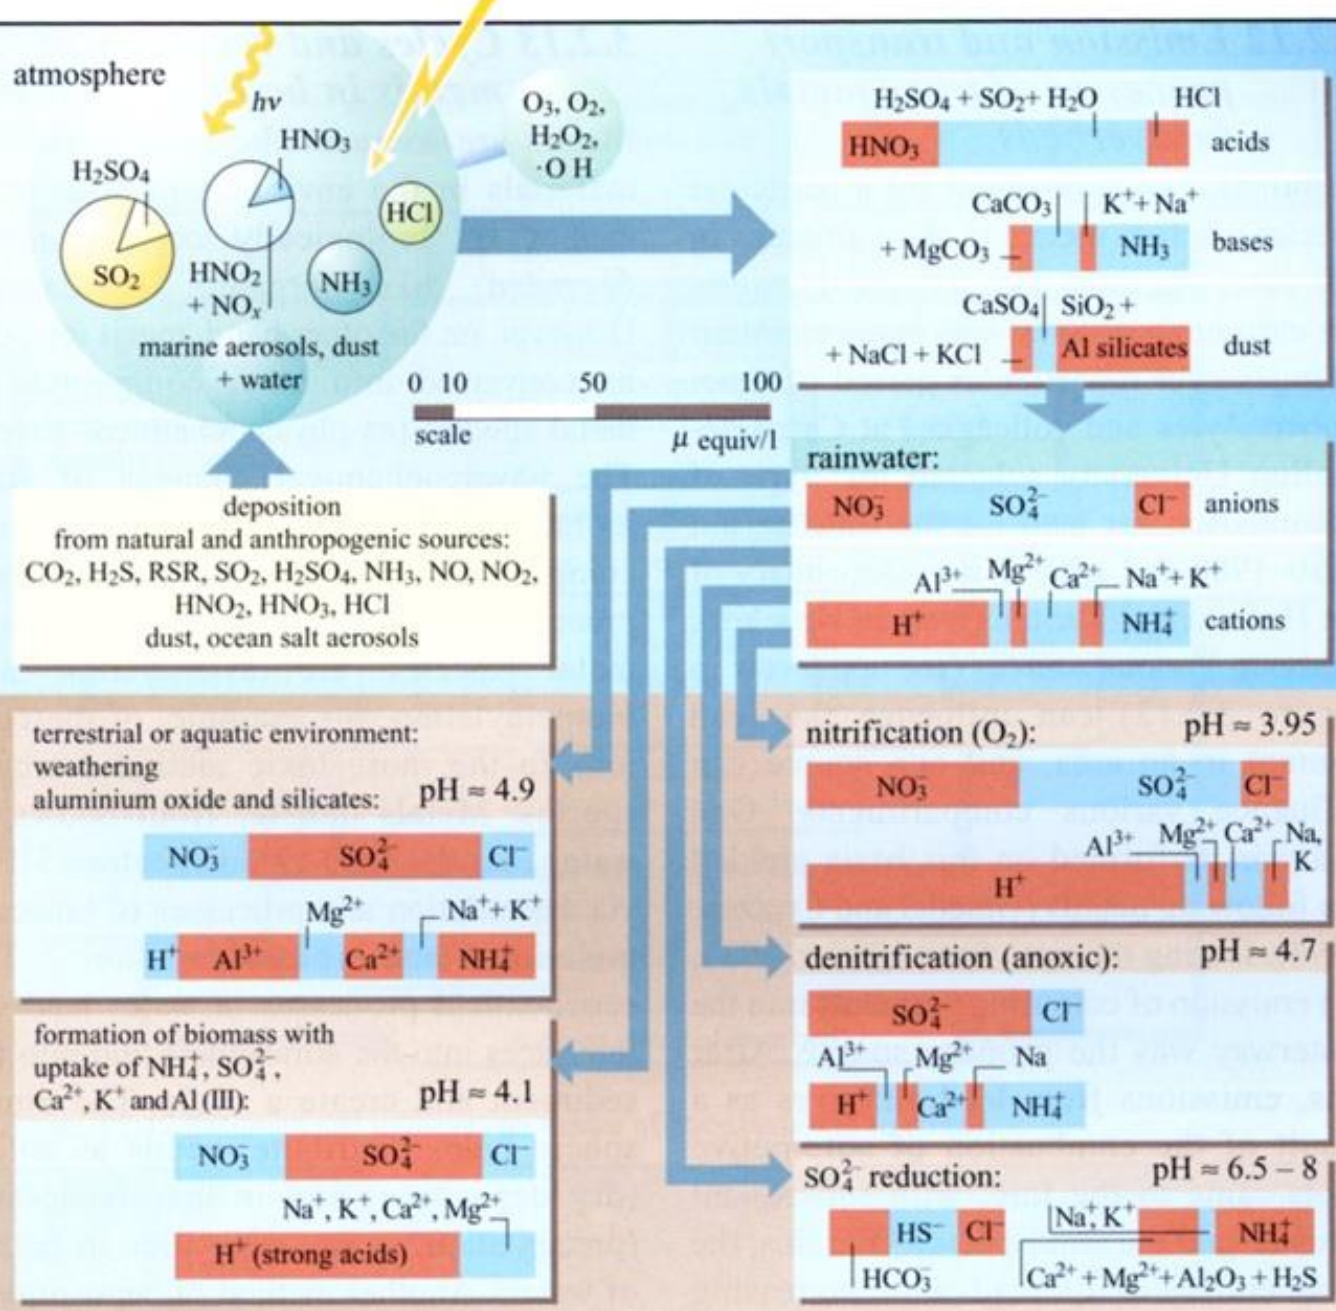 atmosphere
hν
HNO₃
H₂SO₄
SO₂
HNO₂
+ NOₓ
HCl
NH₃
marine aerosols, dust
+ water
O₃, O₂,
H₂O₂,
·O H
H₂SO₄ + SO₂ + H₂O
HCl
HNO₃
acids
CaCO₃
K⁺ + Na⁺
+ MgCO₃
NH₃
bases
CaSO₄
SiO₂ +
+ NaCl + KCl
Al silicates
dust
0 10 50 100
scale
μ equiv/l
deposition
from natural and anthropogenic sources:
CO₂, H₂S, RSR, SO₂, H₂SO₄, NH₃, NO, NO₂,
HNO₂, HNO₃, HCl
dust, ocean salt aerosols
rainwater:
NO₃⁻ SO₄²⁻ Cl⁻ anions
Al³⁺ Mg²⁺ Ca²⁺ Na⁺ + K⁺
H⁺ NH₄⁺ cations
terrestrial or aquatic environment:
weathering
aluminium oxide and silicates: pH ≈ 4.9
NO₃⁻ SO₄²⁻ Cl⁻
Mg²⁺ Na⁺ + K⁺
H⁺ Al³⁺ Ca²⁺ NH₄⁺
formation of biomass with
uptake of NH₄⁺, SO₄²⁻,
Ca²⁺, K⁺ and Al (III): pH ≈ 4.1
NO₃⁻ SO₄²⁻ Cl⁻
Na⁺, K⁺, Ca²⁺, Mg²⁺
H⁺ (strong acids)
nitrification (O₂): pH ≈ 3.95
NO₃⁻ SO₄²⁻ Cl⁻
Al³⁺ Mg²⁺ Ca²⁺ Na,
K
H⁺
denitrification (anoxic): pH ≈ 4.7
SO₄²⁻ Cl⁻
Al³⁺ Mg²⁺ Na
H⁺ Ca²⁺ NH₄⁺
SO₄²⁻ reduction: pH ≈ 6.5 – 8
HS⁻ Cl⁻
HCO₃⁻
Na⁺, K⁺
NH₄⁺
Ca²⁺ + Mg²⁺ + Al₂O₃ + H₂S